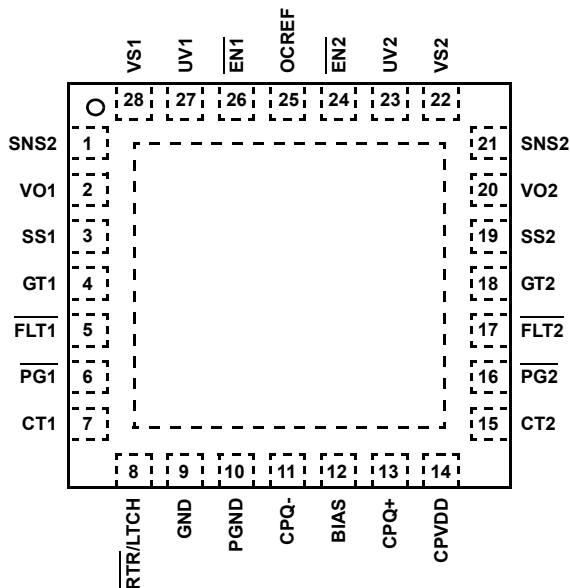 VS1 UV1 EN1 OCREF EN2 UV2 VS2
28 27 26 25 24 23 22
SNS2 1 21 SNS2
VO1 2 20 VO2
SS1 3 19 SS2
GT1 4 18 GT2
FLT1 5 17 FLT2
PG1 6 16 PG2
CT1 7 15 CT2
8 9 10 11 12 13 14
RTR/LTCH GND PGND CPQ- BIAS CPQ+ CPVDD